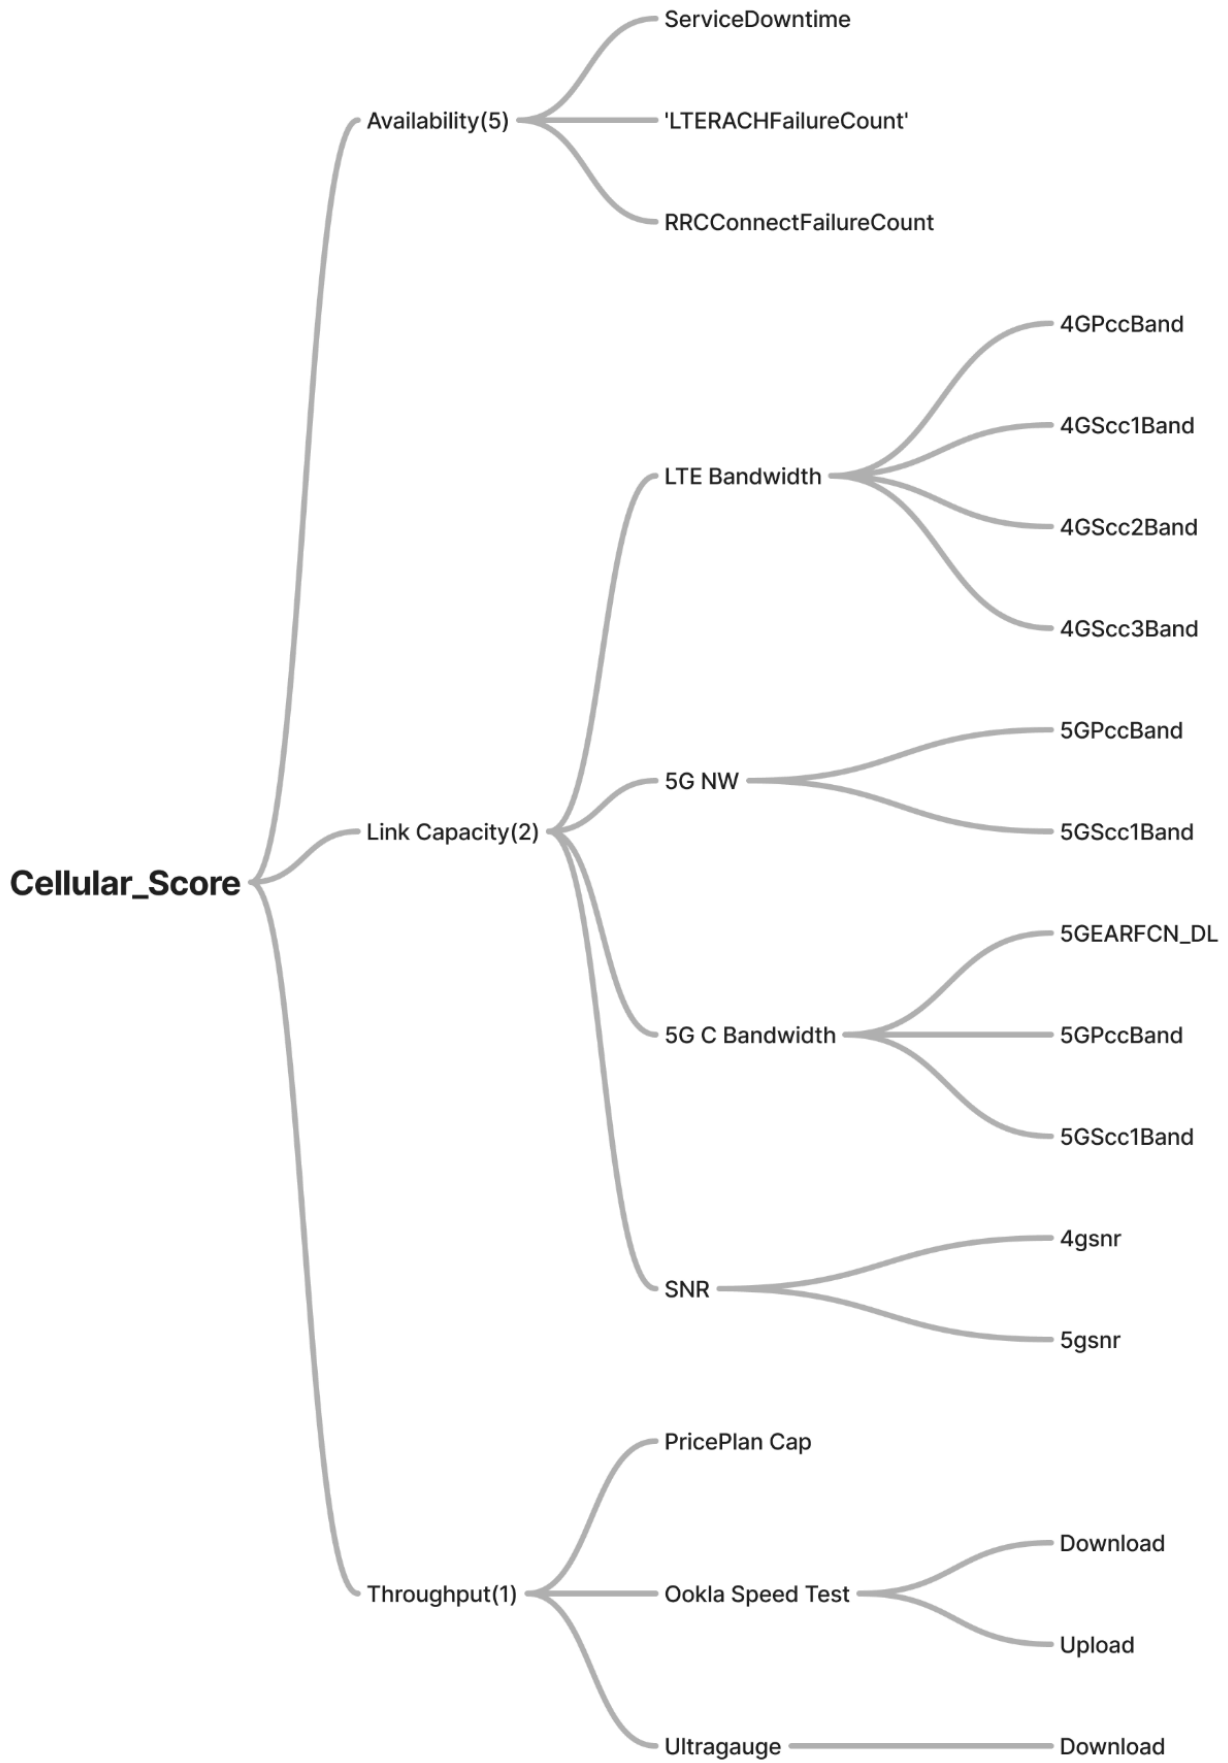 ServiceDowntime
Availability(5)
'LTERACHFailureCount'
RRCConnectFailureCount
4GPccBand
4GScc1Band
LTE Bandwidth
4GScc2Band
4GScc3Band
5GPccBand
5G NW
5GScc1Band
Link Capacity(2)
Cellular_Score
5GEARFCN_DL
5G C Bandwidth
5GPccBand
5GScc1Band
4gsnr
SNR
5gsnr
PricePlan Cap
Download
Throughput(1)
Ookla Speed Test
Upload
Ultragauge
Download